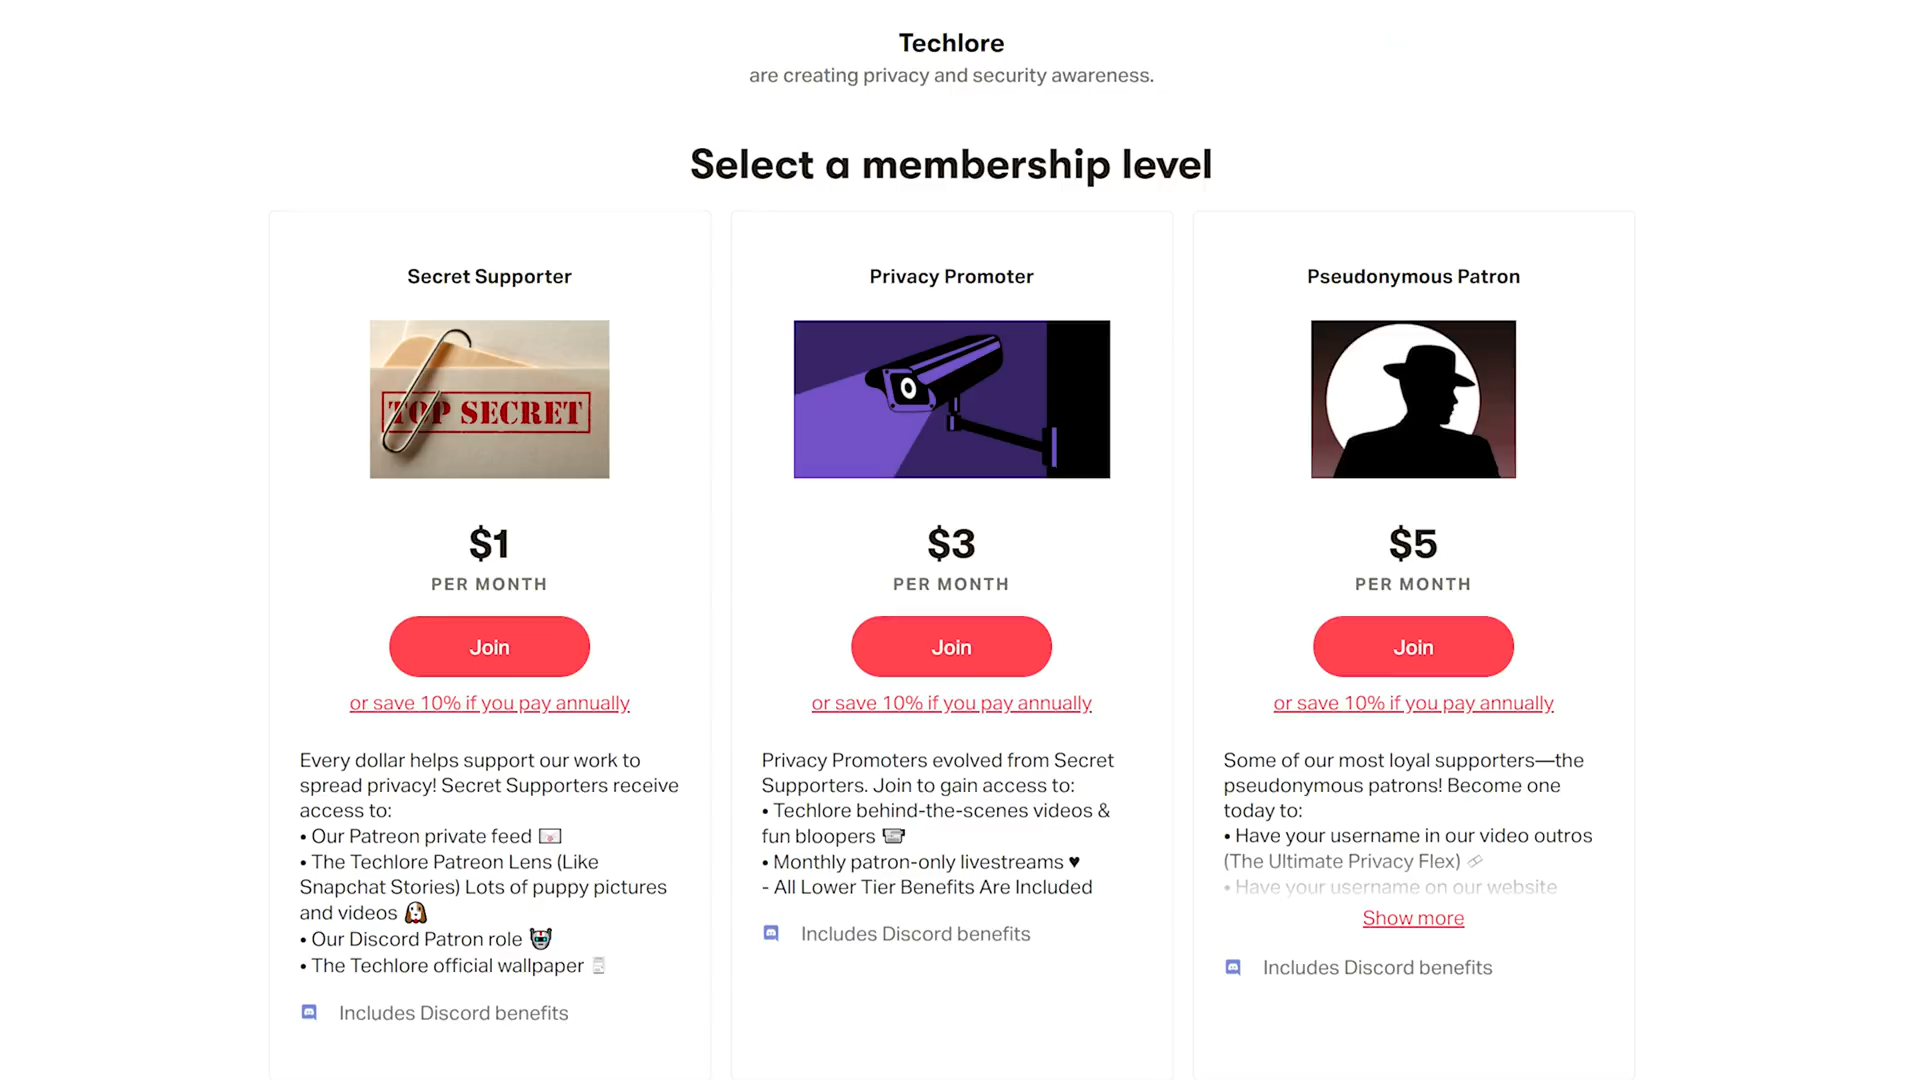 Techlore
are creating privacy and security awareness.
Select a membership level
Secret Supporter
TOP SECRET
$1
PER MONTH
Join
or save 10% if you pay annually
Every dollar helps support our work to
spread privacy! Secret Supporters receive
access to:
• Our Patreon private feed 💌
• The Techlore Patreon Lens (Like
Snapchat Stories) Lots of puppy pictures
and videos 🐶
• Our Discord Patron role 🤖
• The Techlore official wallpaper
Includes Discord benefits
Privacy Promoter
$3
PER MONTH
Join
or save 10% if you pay annually
Privacy Promoters evolved from Secret
Supporters. Join to gain access to:
• Techlore behind-the-scenes videos &
fun bloopers
• Monthly patron-only livestreams ♥
- All Lower Tier Benefits Are Included
Includes Discord benefits
Pseudonymous Patron
$5
PER MONTH
Join
or save 10% if you pay annually
Some of our most loyal supporters—the
pseudonymous patrons! Become one
today to:
• Have your username in our video outros
(The Ultimate Privacy Flex)
• Have your username on our website
Show more
Includes Discord benefits